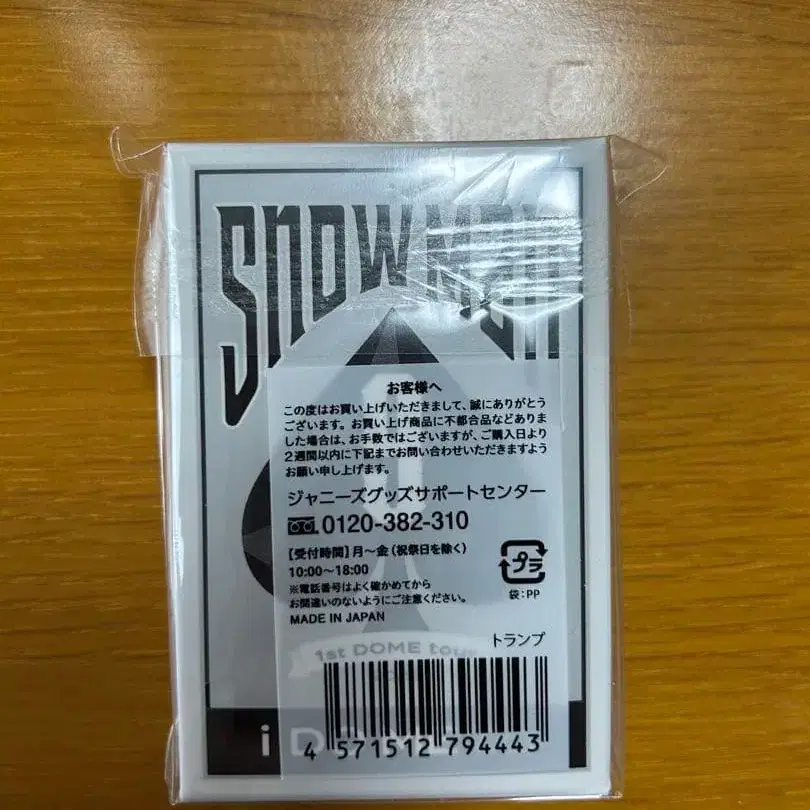 SNOW MAN
お客様へ
この度はお買い上げいただきまして、誠にありがとう
ございます。お買い上げ商品に不都合品などありま
した場合は、お手数ではございますが、ご購入日より
2週間以内に下記までお問い合わせいただきますよう
お願い申し上げます。
ジャニーズグッズサポートセンター
0120-382-310
【受付時間】月〜金（祝祭日を除く）
10:00〜18:00
※電話番号はよく確かめてから
お間違いのないようにご注意ください。
MADE IN JAPAN
プラ
袋：PP
トランプ
1st DOME tour
4 571512 794443
i DOME